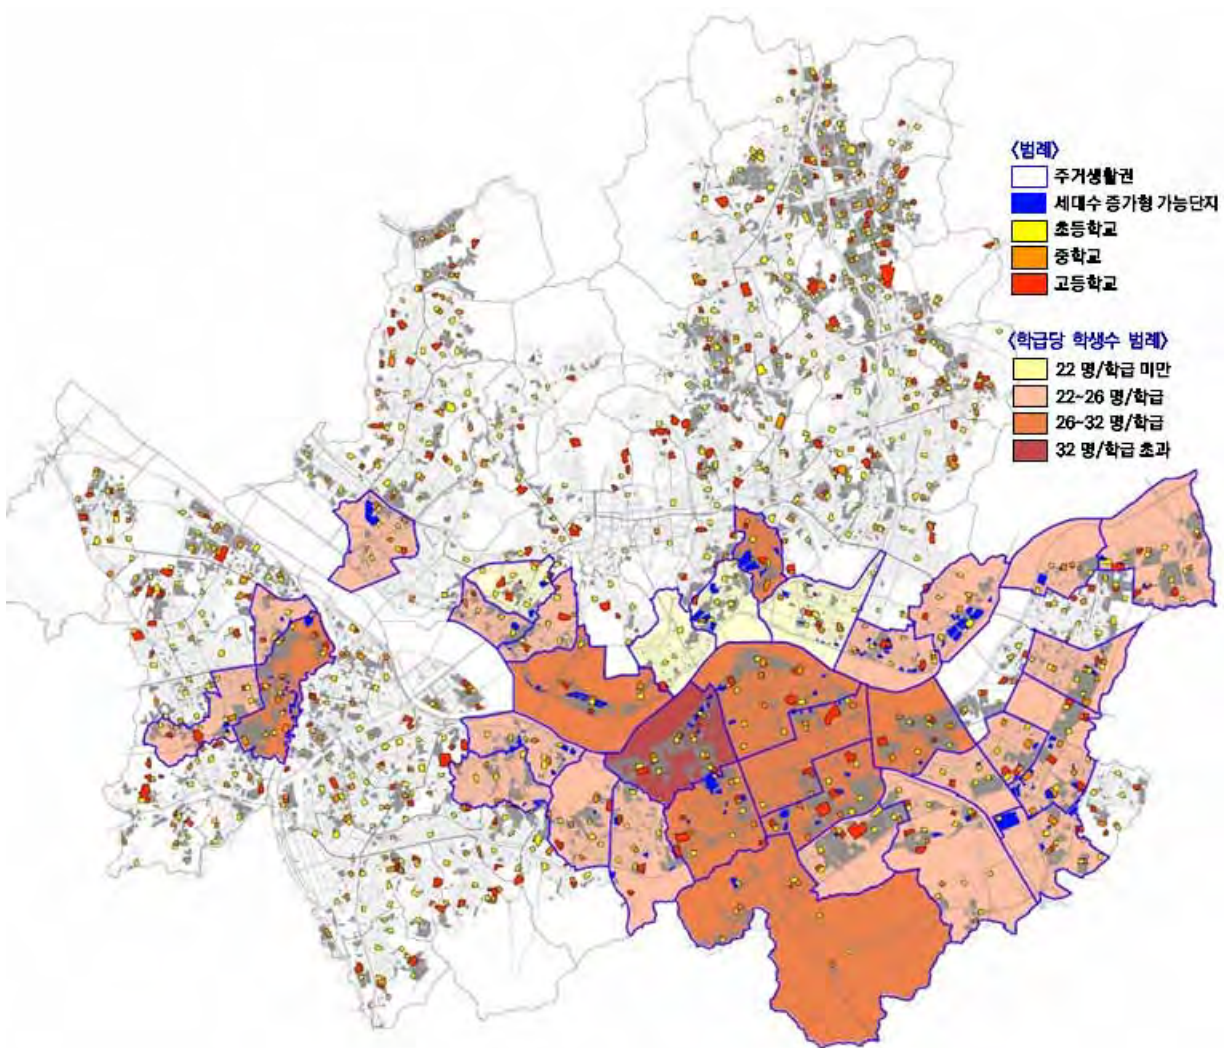 <범례>
주거생활권
세대수 증가형 가능단지
초등학교
중학교
고등학교
<학급당 학생수 범례>
22 명/학급 미만
22~26 명/학급
26~32 명/학급
32 명/학급 초과